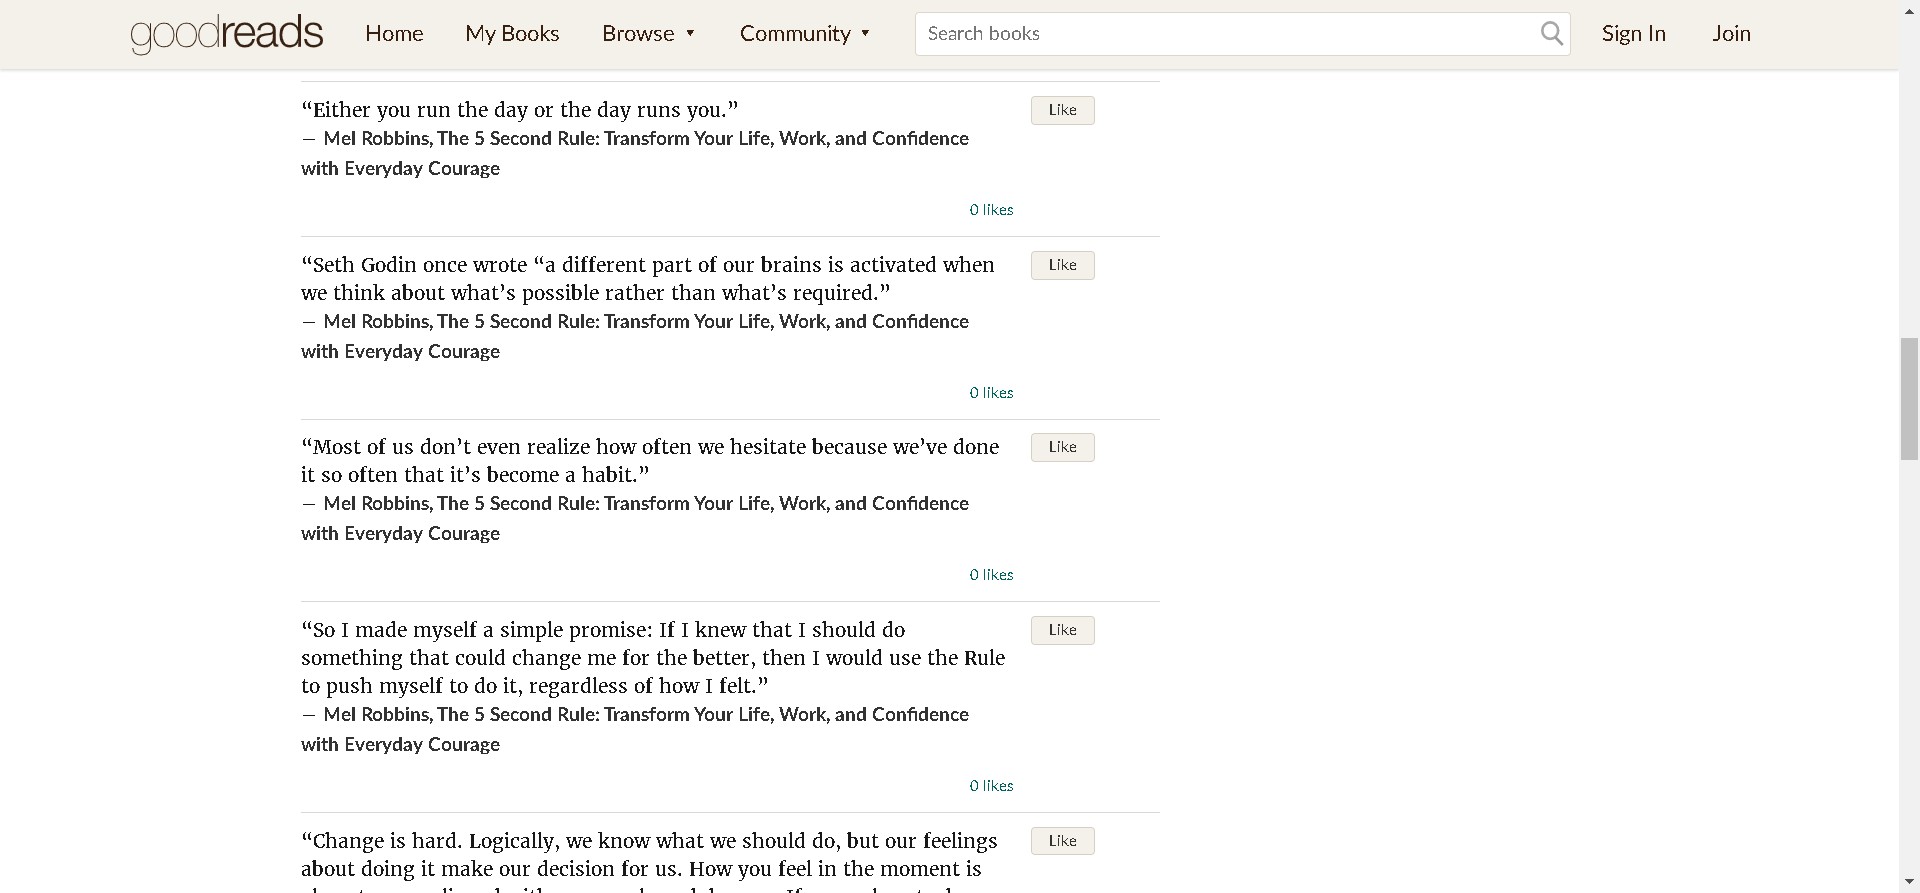 goodreads Home My Books Browse ▼ Community ▼ Search books Sign In Join
“Either you run the day or the day runs you.” Like
― Mel Robbins, The 5 Second Rule: Transform Your Life, Work, and Confidence
with Everyday Courage
0 likes
“Seth Godin once wrote “a different part of our brains is activated when Like
we think about what’s possible rather than what’s required.”
― Mel Robbins, The 5 Second Rule: Transform Your Life, Work, and Confidence
with Everyday Courage
0 likes
“Most of us don’t even realize how often we hesitate because we’ve done Like
it so often that it’s become a habit.”
― Mel Robbins, The 5 Second Rule: Transform Your Life, Work, and Confidence
with Everyday Courage
0 likes
“So I made myself a simple promise: If I knew that I should do Like
something that could change me for the better, then I would use the Rule
to push myself to do it, regardless of how I felt.”
― Mel Robbins, The 5 Second Rule: Transform Your Life, Work, and Confidence
with Everyday Courage
0 likes
“Change is hard. Logically, we know what we should do, but our feelings Like
about doing it make our decision for us. How you feel in the moment is